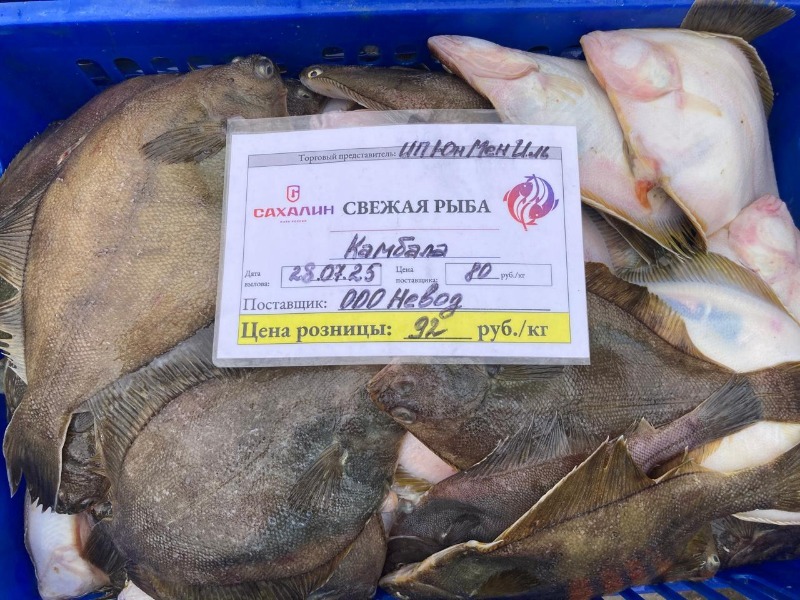 Торговый представитель: ИП Юн Мен Иль
САХАЛИН СВЕЖАЯ РЫБА
Камбала
Дата вылова: 28.07.25 Цена поставщика: 80 руб./кг
Поставщик: ООО Невод
Цена розницы: 92 руб./кг